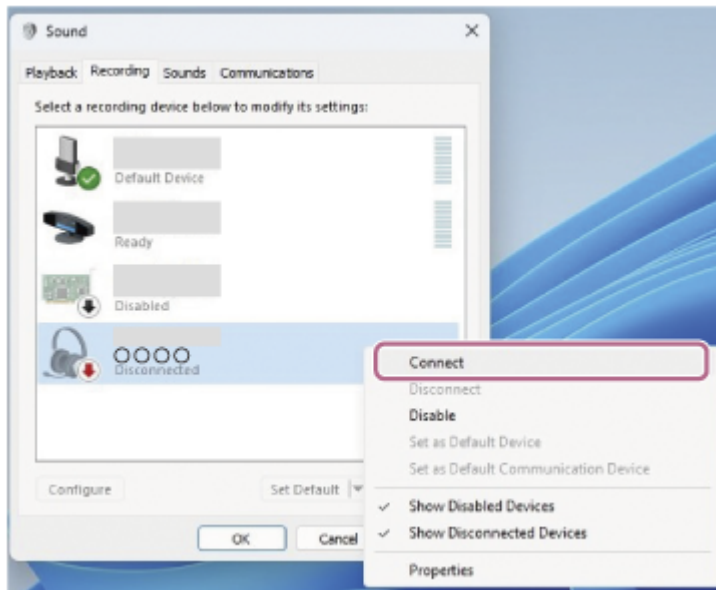 Sound
Playback Recording Sounds Communications
Select a recording device below to modify its settings:
Default Device
Ready
Disabled
OOOO
Disconnected
Connect
Disconnect
Disable
Set as Default Device
Set as Default Communication Device
Configure
Set Default
Show Disabled Devices
Show Disconnected Devices
OK
Cancel
Properties